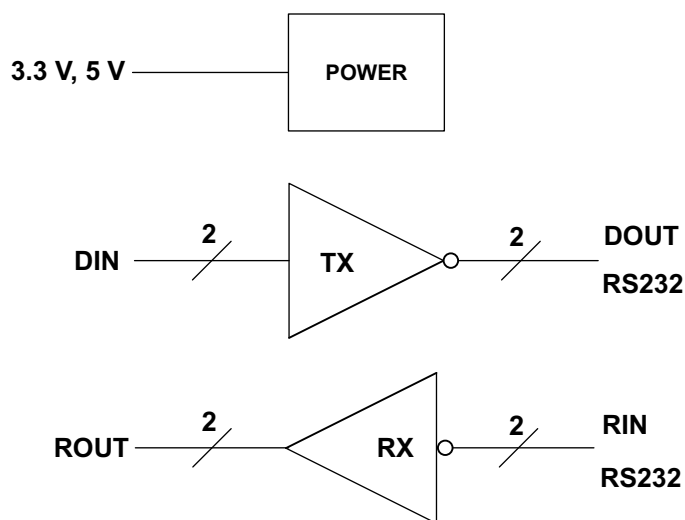 3.3 V, 5 V
POWER
2
2
DOUT
DIN
TX
RS232
2
2
RIN
ROUT
RX
RS232